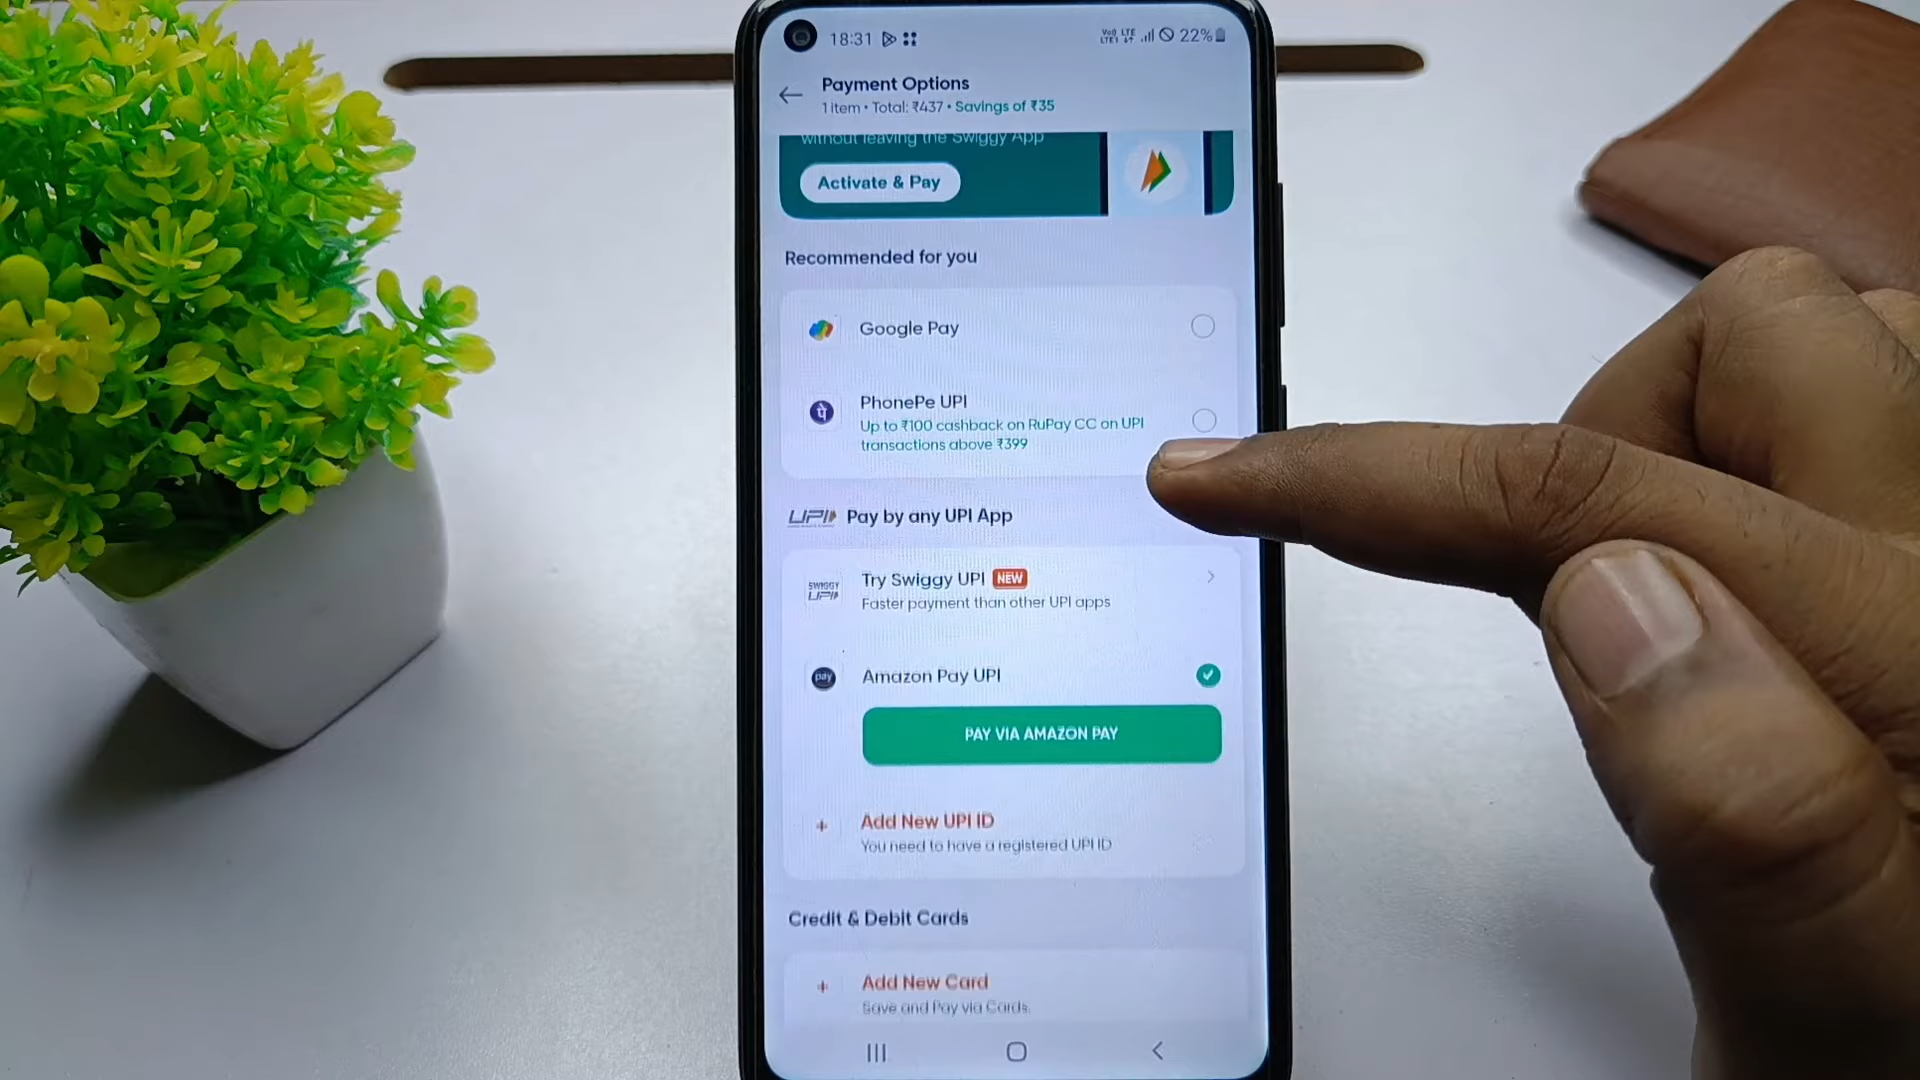 18:31
Vo)) LTE
LTE1
22%
Payment Options
1 item • Total: ₹437 • Savings of ₹35
without leaving the Swiggy App
Activate & Pay
Recommended for you
Google Pay
पे
PhonePe UPI
Up to ₹100 cashback on RuPay CC on UPI
transactions above ₹399
UPI
Pay by any UPI App
SWIGGY
UPI
Try Swiggy UPI NEW
Faster payment than other UPI apps
pay
Amazon Pay UPI
PAY VIA AMAZON PAY
+ Add New UPI ID
You need to have a registered UPI ID
Credit & Debit Cards
+ Add New Card
Save and Pay via Cards.